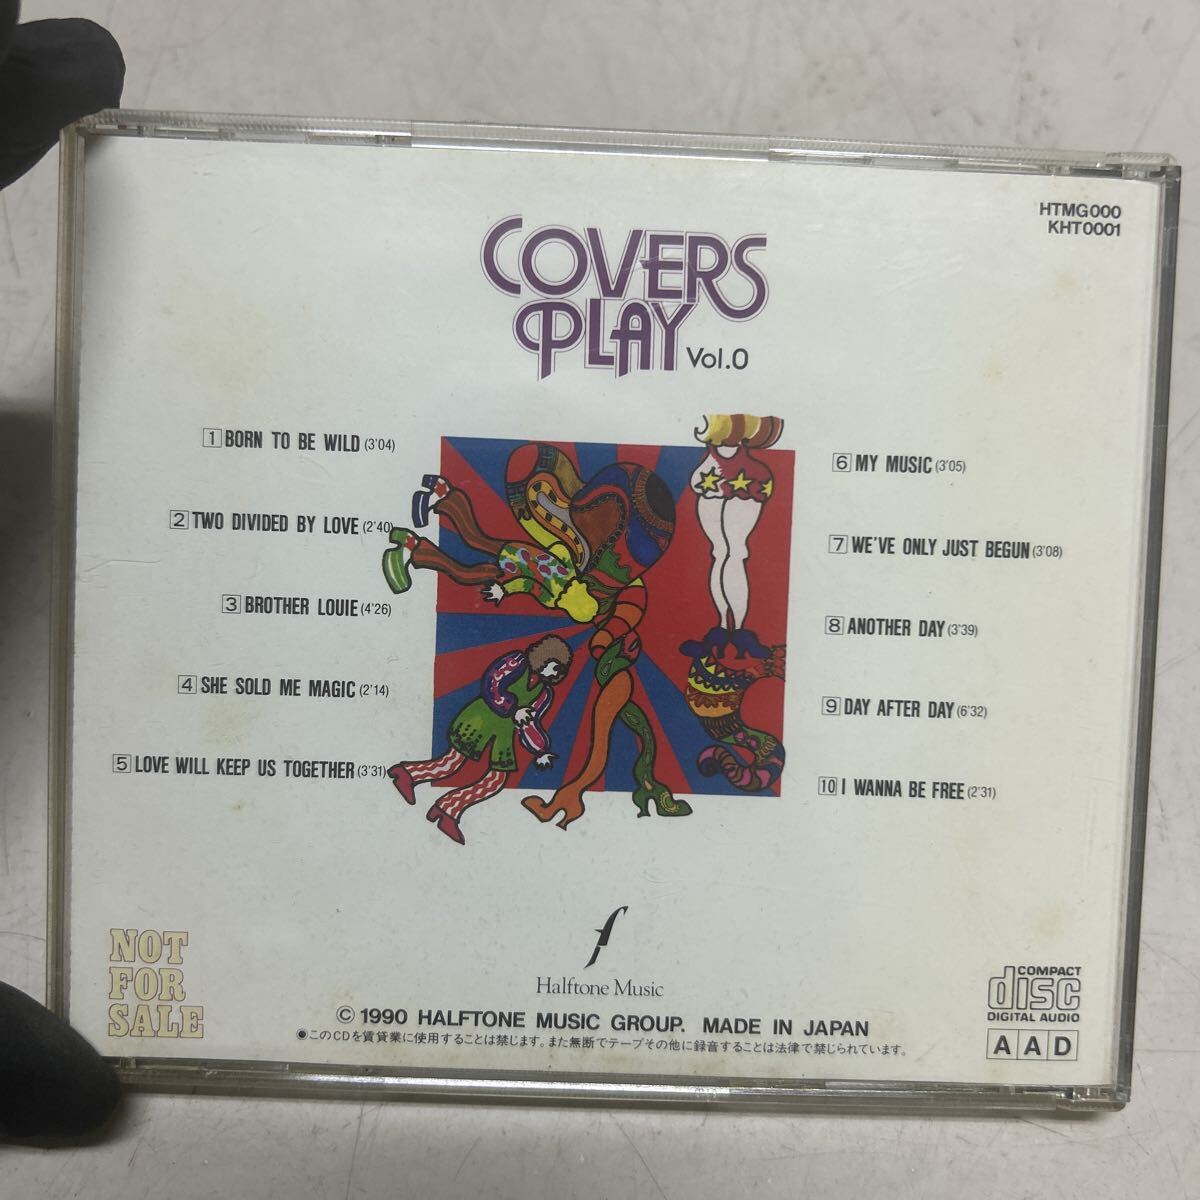 HTMG000
KHT0001
COVERS
PLAY Vol.0
1 BORN TO BE WILD (3'04)
2 TWO DIVIDED BY LOVE (2'40)
3 BROTHER LOUIE (4'26)
4 SHE SOLD ME MAGIC (2'14)
5 LOVE WILL KEEP US TOGETHER (3'31)
6 MY MUSIC (3'05)
7 WE'VE ONLY JUST BEGUN (3'08)
8 ANOTHER DAY (3'39)
9 DAY AFTER DAY (6'32)
10 I WANNA BE FREE (2'31)
NOT
FOR
SALE
f
Halftone Music
© 1990 HALFTONE MUSIC GROUP. MADE IN JAPAN
●このCDを賃貸業に使用することは禁じます。また無断でテープその他に録音することは法律で禁じられています。
COMPACT
disc
DIGITAL AUDIO
A A D